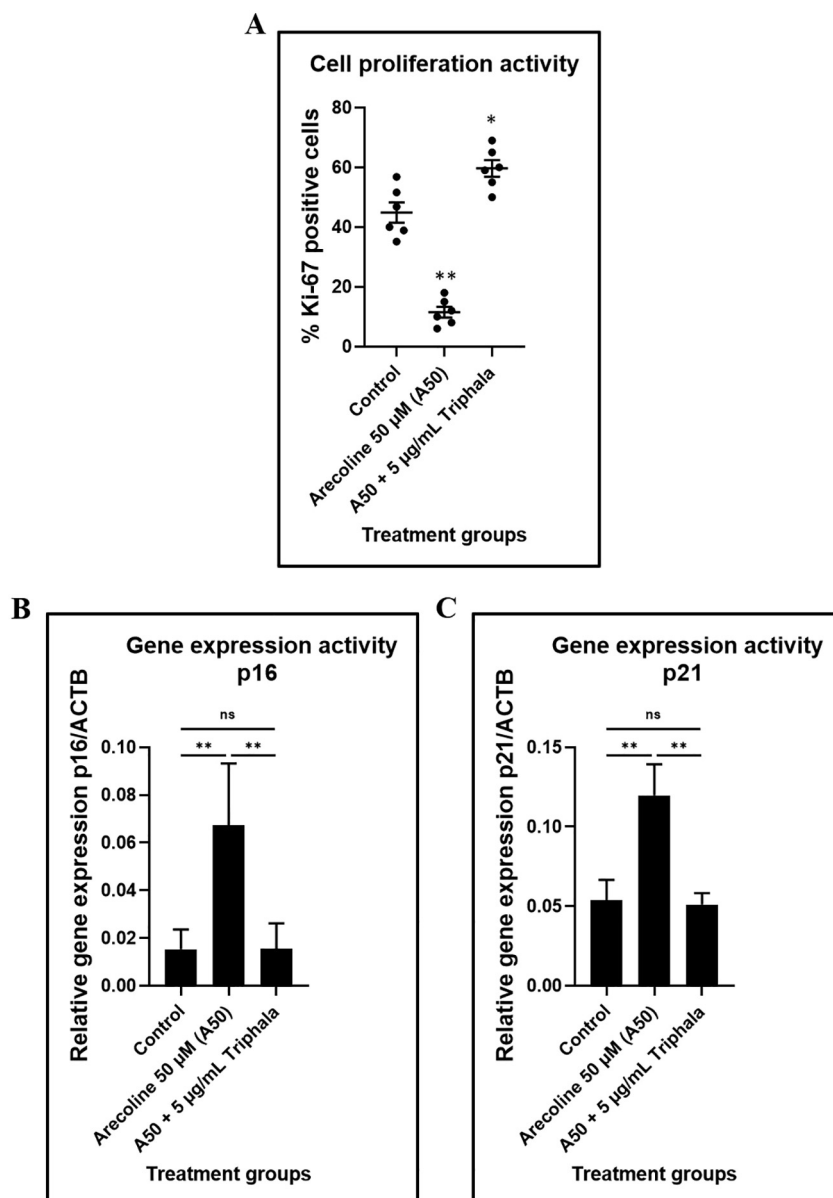 A
Cell proliferation activity
% Ki-67 positive cells
80
60
40
20
0
*
**
Control
Arecoline 50 µM (A50)
A50 + 5 µg/mL Triphala
Treatment groups
B
Gene expression activity
p16
Relative gene expression p16/ACTB
ns
** **
0.10
0.08
0.06
0.04
0.02
0.00
Control
Arecoline 50 µM (A50)
A50 + 5 µg/mL Triphala
Treatment groups
C
Gene expression activity
p21
Relative gene expression p21/ACTB
ns
** **
0.15
0.10
0.05
0.00
Control
Arecoline 50 µM (A50)
A50 + 5 µg/mL Triphala
Treatment groups